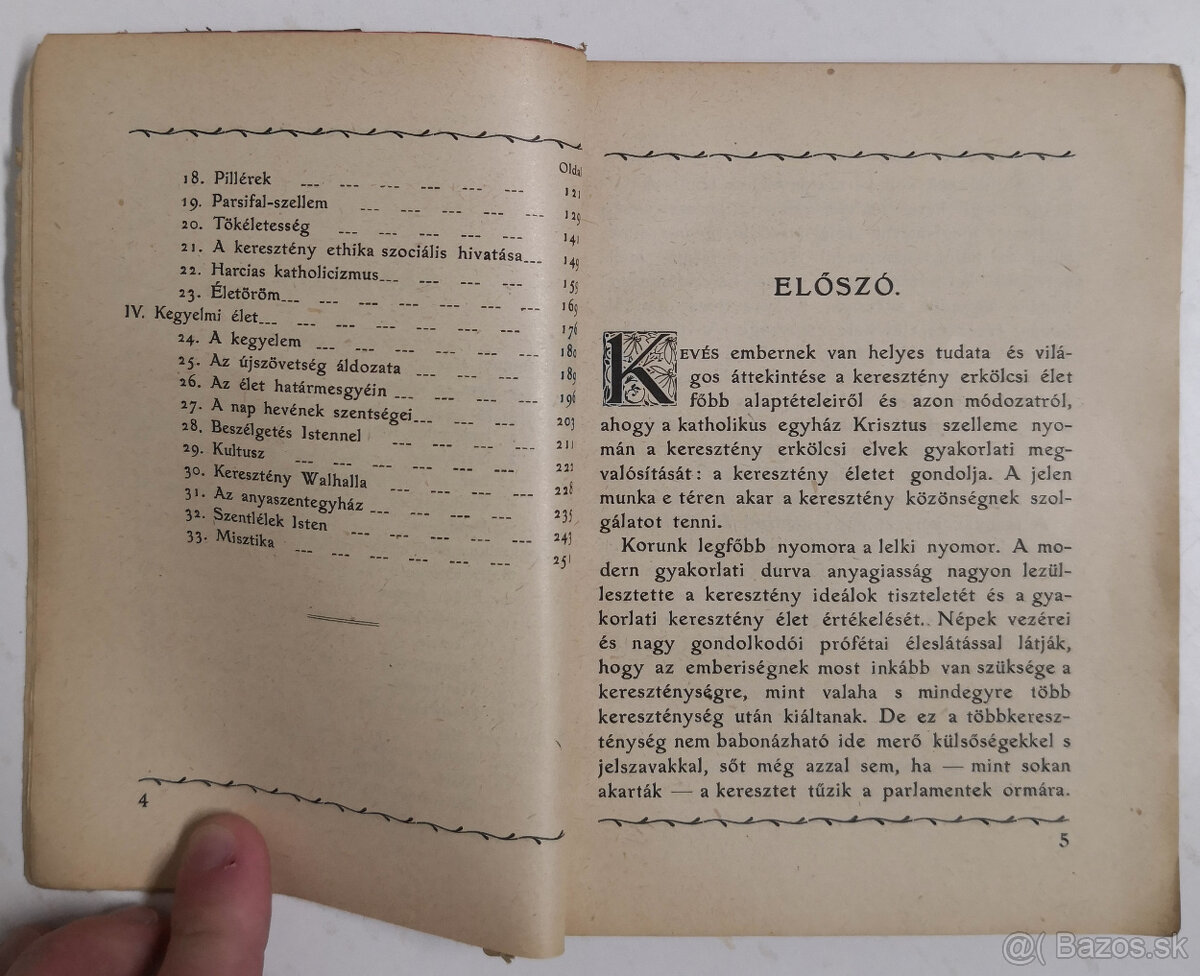 Oldal
18. Pillérek --- --- --- --- --- --- 121
19. Parsifal-szellem --- --- --- --- --- 129
20. Tökéletesség --- --- --- --- --- 141
21. A keresztény ethika szociális hivatása--- 149
22. Harcias katholicizmus--- --- --- --- 159
23. Életöröm--- --- --- --- --- --- --- 169
IV. Kegyelmi élet--- --- --- --- --- --- --- 176
24. A kegyelem --- --- --- --- --- --- 180
25. Az újszövetség áldozata --- --- --- --- 189
26. Az élet határmesgyéin --- --- --- --- 196
27. A nap hevének szentségei--- --- --- 203
28. Beszélgetés Istennel --- --- --- --- 211
29. Kultusz --- --- --- --- --- --- 221
30. Keresztény Walhalla --- --- --- --- 228
31. Az anyaszentegyház --- --- --- --- 235
32. Szentlélek Isten --- --- --- --- --- 243
33. Misztika --- --- --- --- --- --- 251
4
ELŐSZÓ.
KEVÉS embernek van helyes tudata és vilá-
gos áttekintése a keresztény erkölcsi élet
főbb alaptételeiről és azon módozatról,
ahogy a katholikus egyház Krisztus szelleme nyo-
mán a keresztény erkölcsi elvek gyakorlati meg-
valósítását: a keresztény életet gondolja. A jelen
munka e téren akar a keresztény közönségnek szol-
gálatot tenni.
Korunk legfőbb nyomora a lelki nyomor. A mo-
dern gyakorlati durva anyagiasság nagyon lezül-
lesztette a keresztény ideálok tiszteletét és a gya-
korlati keresztény élet értékelését. Népek vezérei
és nagy gondolkodói prófétai éleslátással látják,
hogy az emberiségnek most inkább van szüksége a
kereszténységre, mint valaha s mindegyre több
kereszténység után kiáltanak. De ez a többkeresz-
ténység nem babonázható ide merő külsőségekkel s
jelszavakkal, sőt még azzal sem, ha — mint sokan
akarták — a keresztet tűzik a parlamentek ormára.
5
@( Bazos.sk